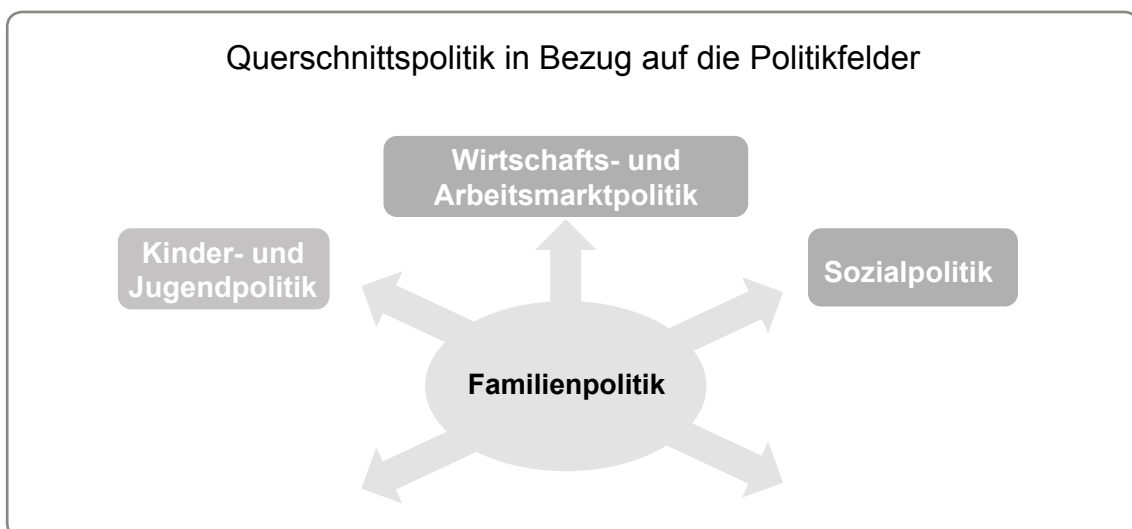 Querschnittspolitik in Bezug auf die Politikfelder
Wirtschafts- und
Arbeitsmarktpolitik
Kinder- und
Jugendpolitik
Sozialpolitik
Familienpolitik